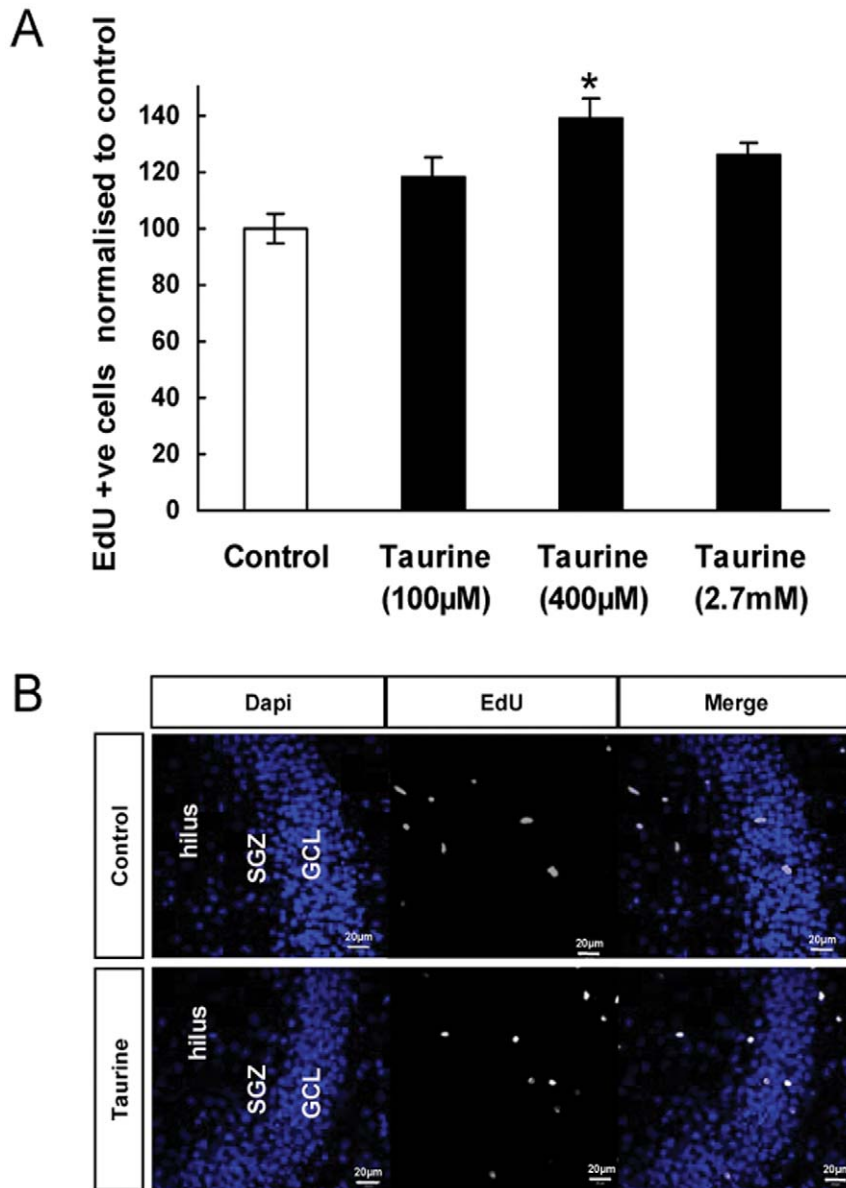 A
EdU +ve cells normalised to control
140
120
100
80
60
40
20
0
*
Control
Taurine
(100µM)
Taurine
(400µM)
Taurine
(2.7mM)
B
Dapi
EdU
Merge
Control
hilus
SGZ
GCL
20µm
20µm
20µm
Taurine
hilus
SGZ
GCL
20µm
20µm
20µm